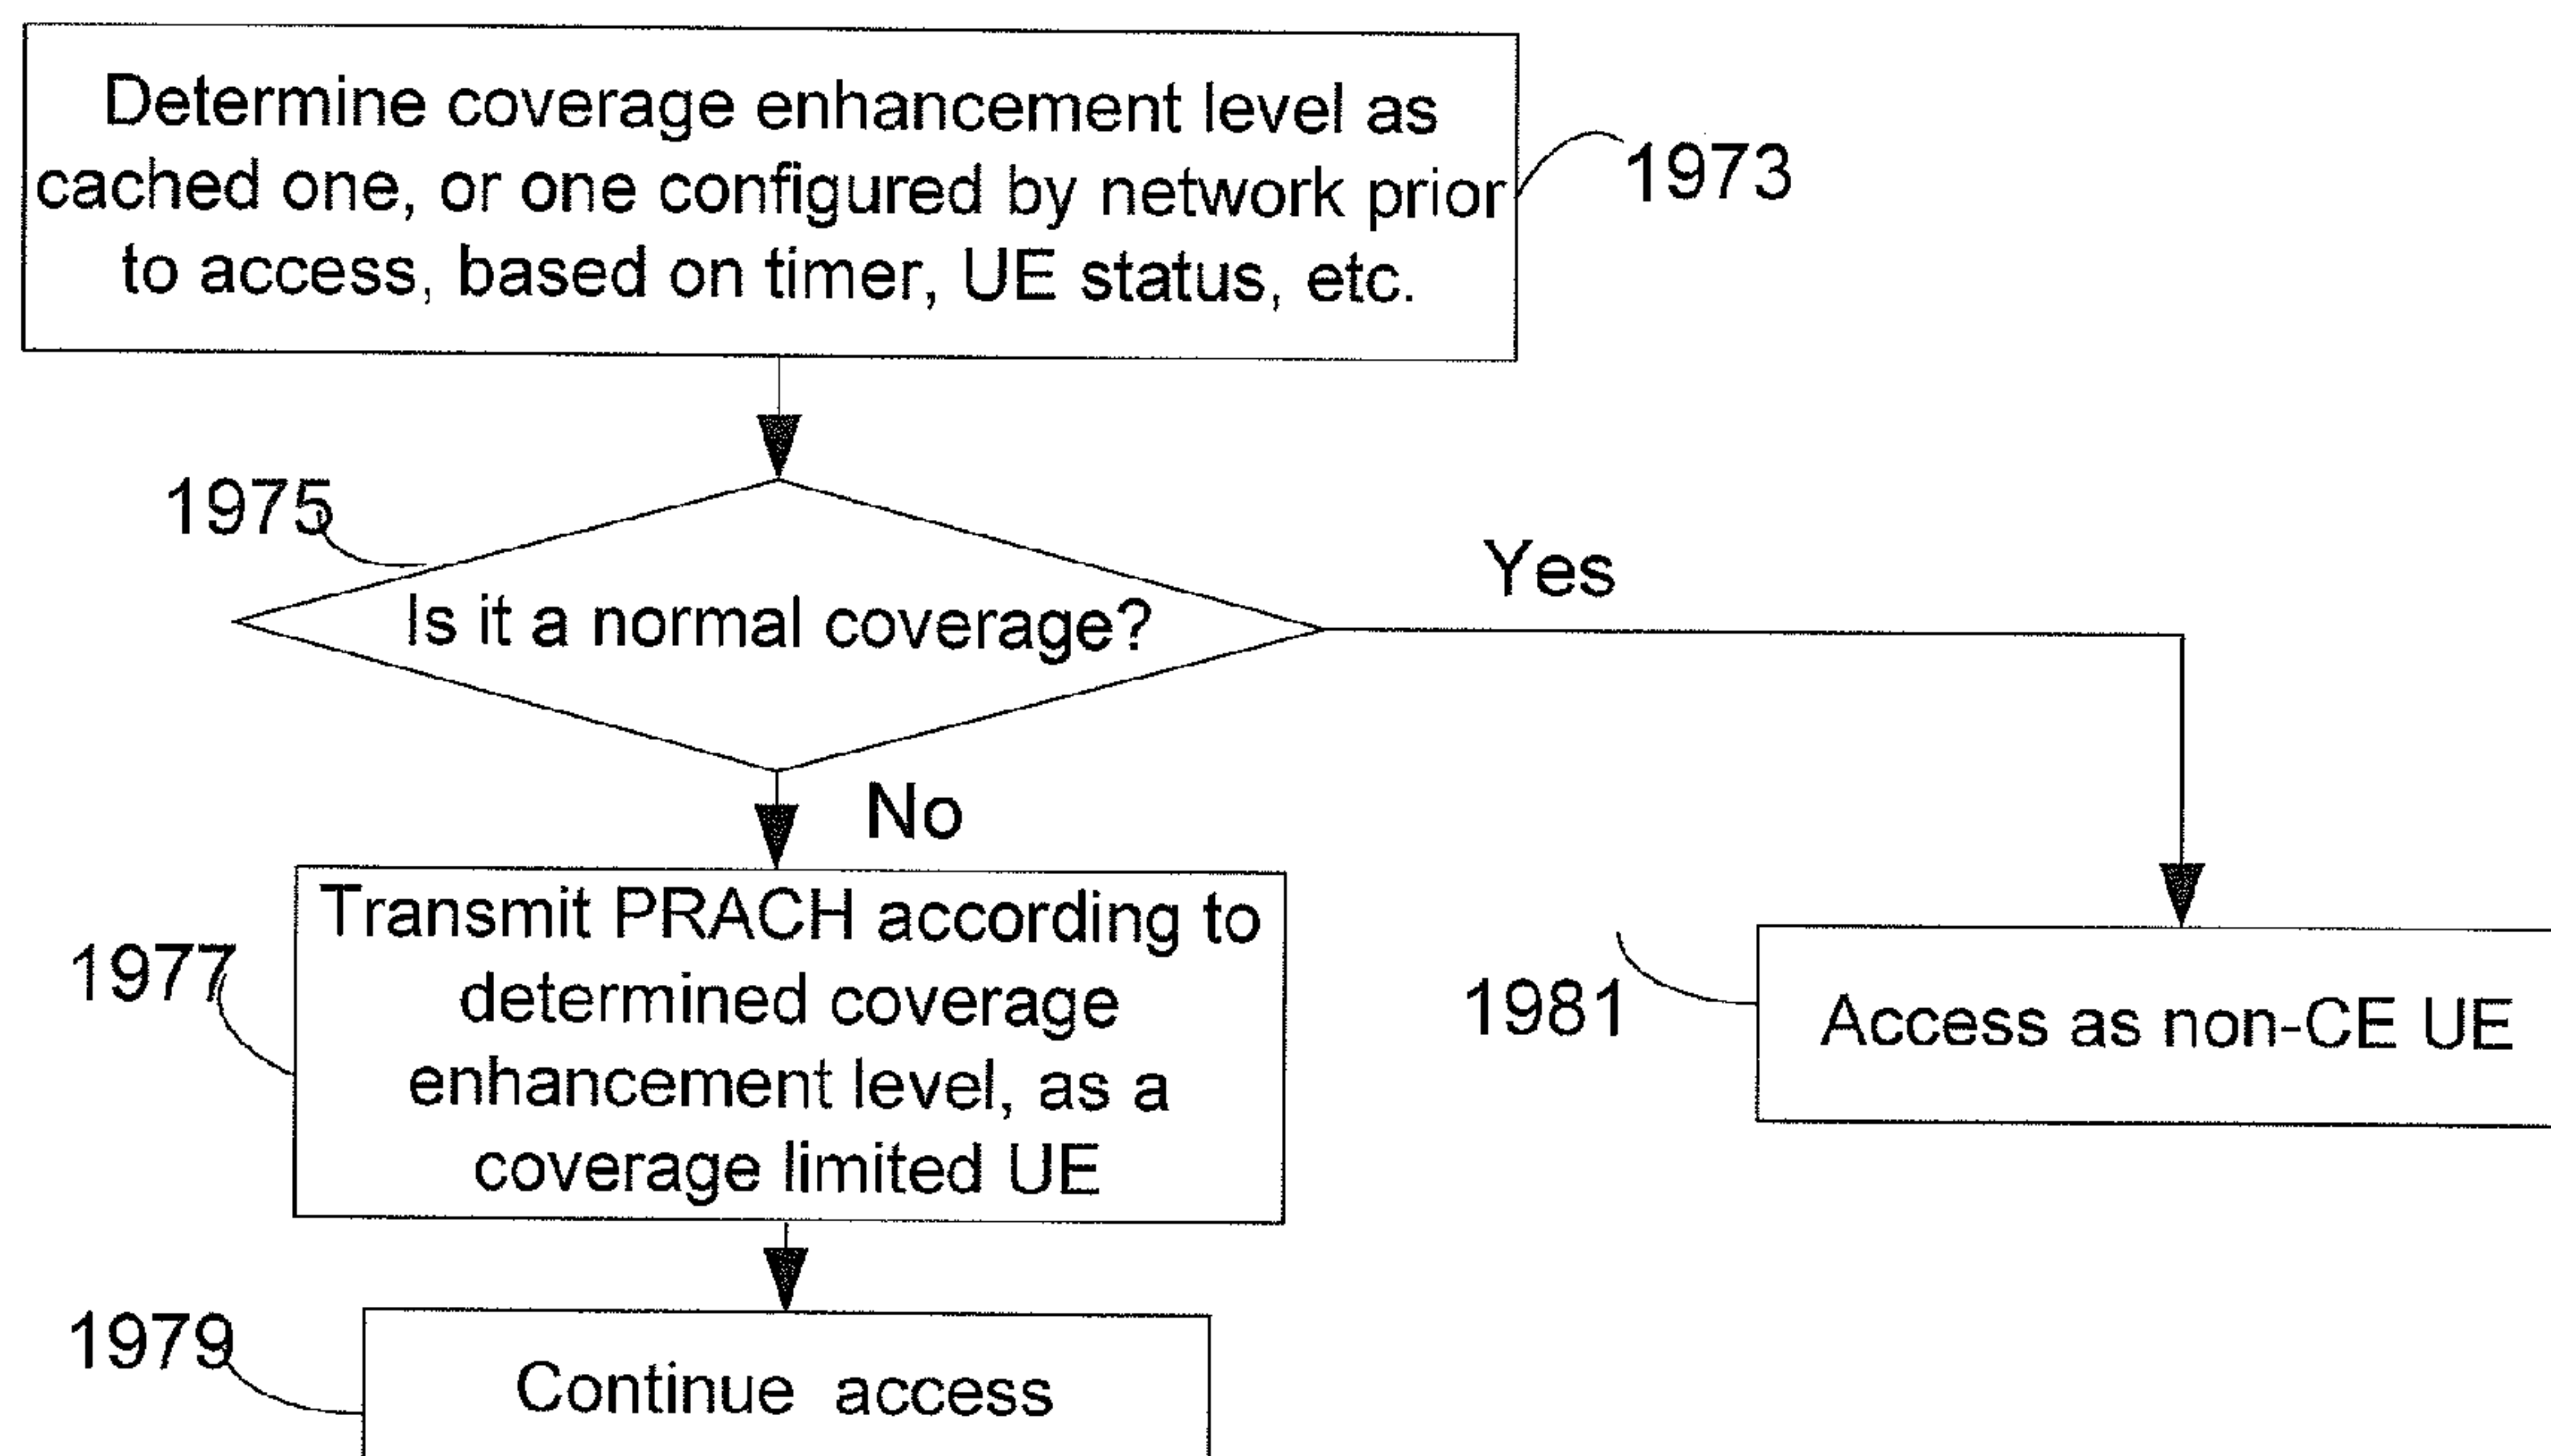 Determine coverage enhancement level as
cached one, or one configured by network prior
to access, based on timer, UE status, etc.
1973
1975
Is it a normal coverage?
Yes
No
Transmit PRACH according to
determined coverage
enhancement level, as a
coverage limited UE
1977
1981
Access as non-CE UE
1979
Continue access